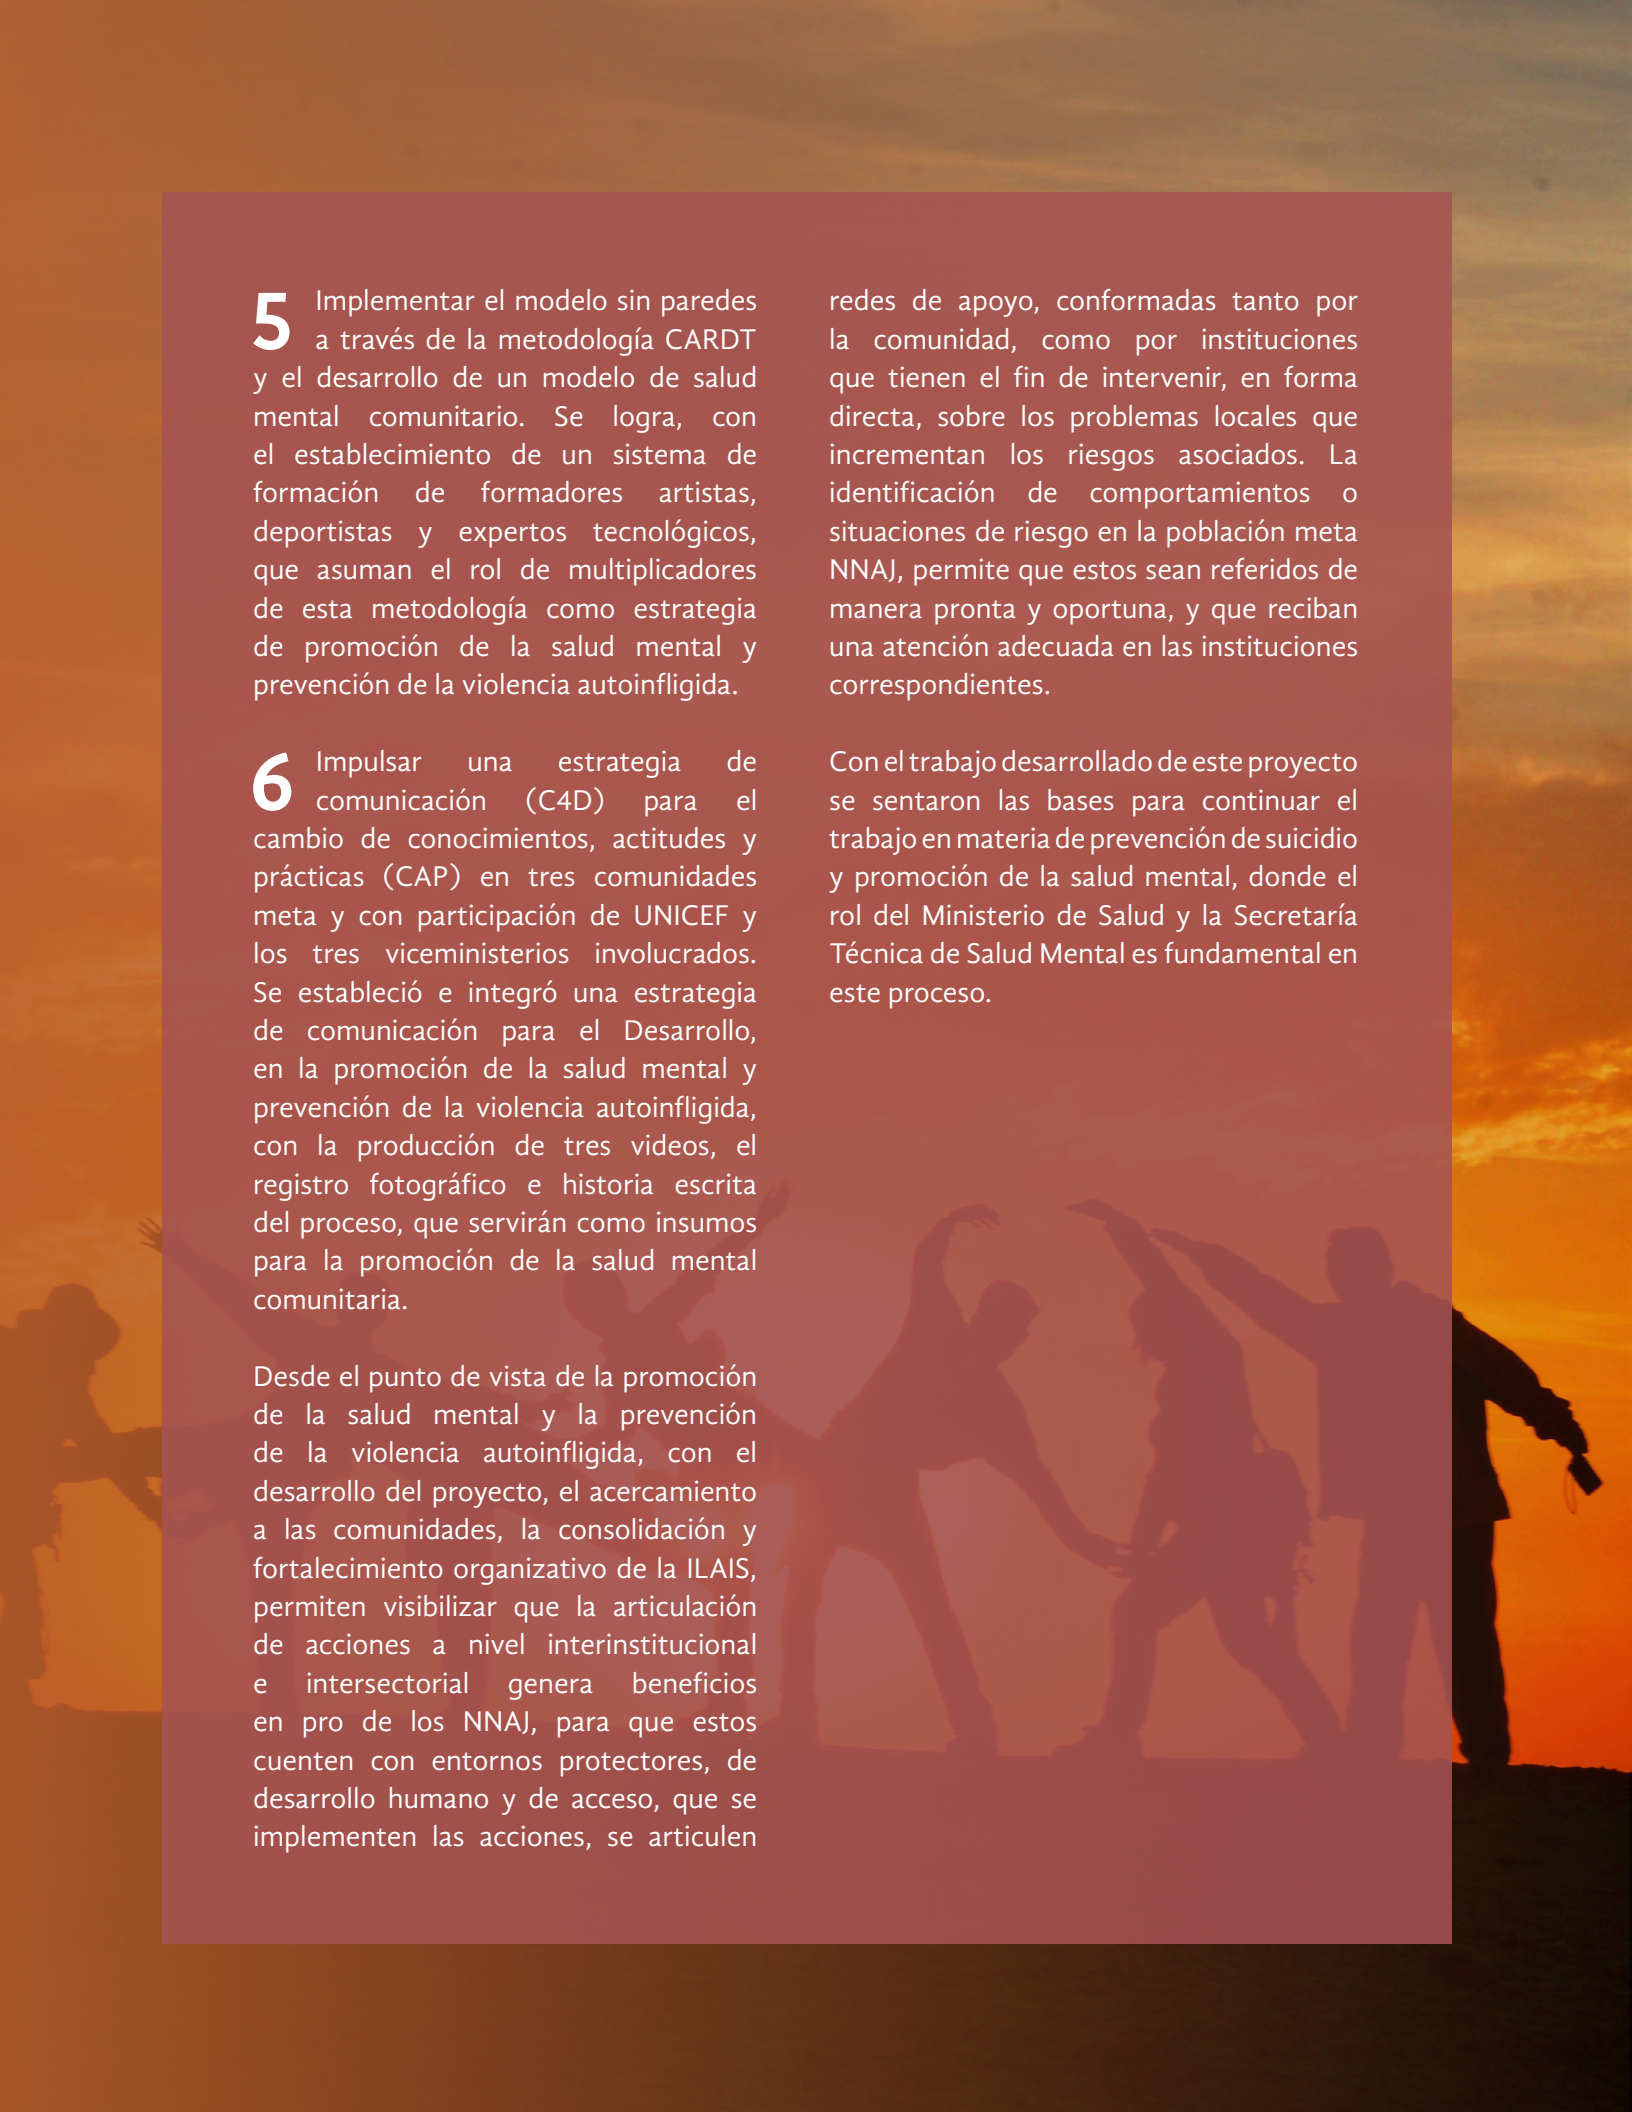 5 Implementar el modelo sin paredes
a través de la metodología CARDT
y el desarrollo de un modelo de salud
mental comunitario. Se logra, con
el establecimiento de un sistema de
formación de formadores artistas,
deportistas y expertos tecnológicos,
que asuman el rol de multiplicadores
de esta metodología como estrategia
de promoción de la salud mental y
prevención de la violencia autoinfligida.
6 Impulsar una estrategia de
comunicación (C4D) para el
cambio de conocimientos, actitudes y
prácticas (CAP) en tres comunidades
meta y con participación de UNICEF y
los tres viceministerios involucrados.
Se estableció e integró una estrategia
de comunicación para el Desarrollo,
en la promoción de la salud mental y
prevención de la violencia autoinfligida,
con la producción de tres videos, el
registro fotográfico e historia escrita
del proceso, que servirán como insumos
para la promoción de la salud mental
comunitaria.
Desde el punto de vista de la promoción
de la salud mental y la prevención
de la violencia autoinfligida, con el
desarrollo del proyecto, el acercamiento
a las comunidades, la consolidación y
fortalecimiento organizativo de la ILAIS,
permiten visibilizar que la articulación
de acciones a nivel interinstitucional
e intersectorial genera beneficios
en pro de los NNAJ, para que estos
cuenten con entornos protectores, de
desarrollo humano y de acceso, que se
implementen las acciones, se articulen
redes de apoyo, conformadas tanto por
la comunidad, como por instituciones
que tienen el fin de intervenir, en forma
directa, sobre los problemas locales que
incrementan los riesgos asociados. La
identificación de comportamientos o
situaciones de riesgo en la población meta
NNAJ, permite que estos sean referidos de
manera pronta y oportuna, y que reciban
una atención adecuada en las instituciones
correspondientes.
Con el trabajo desarrollado de este proyecto
se sentaron las bases para continuar el
trabajo en materia de prevención de suicidio
y promoción de la salud mental, donde el
rol del Ministerio de Salud y la Secretaría
Técnica de Salud Mental es fundamental en
este proceso.